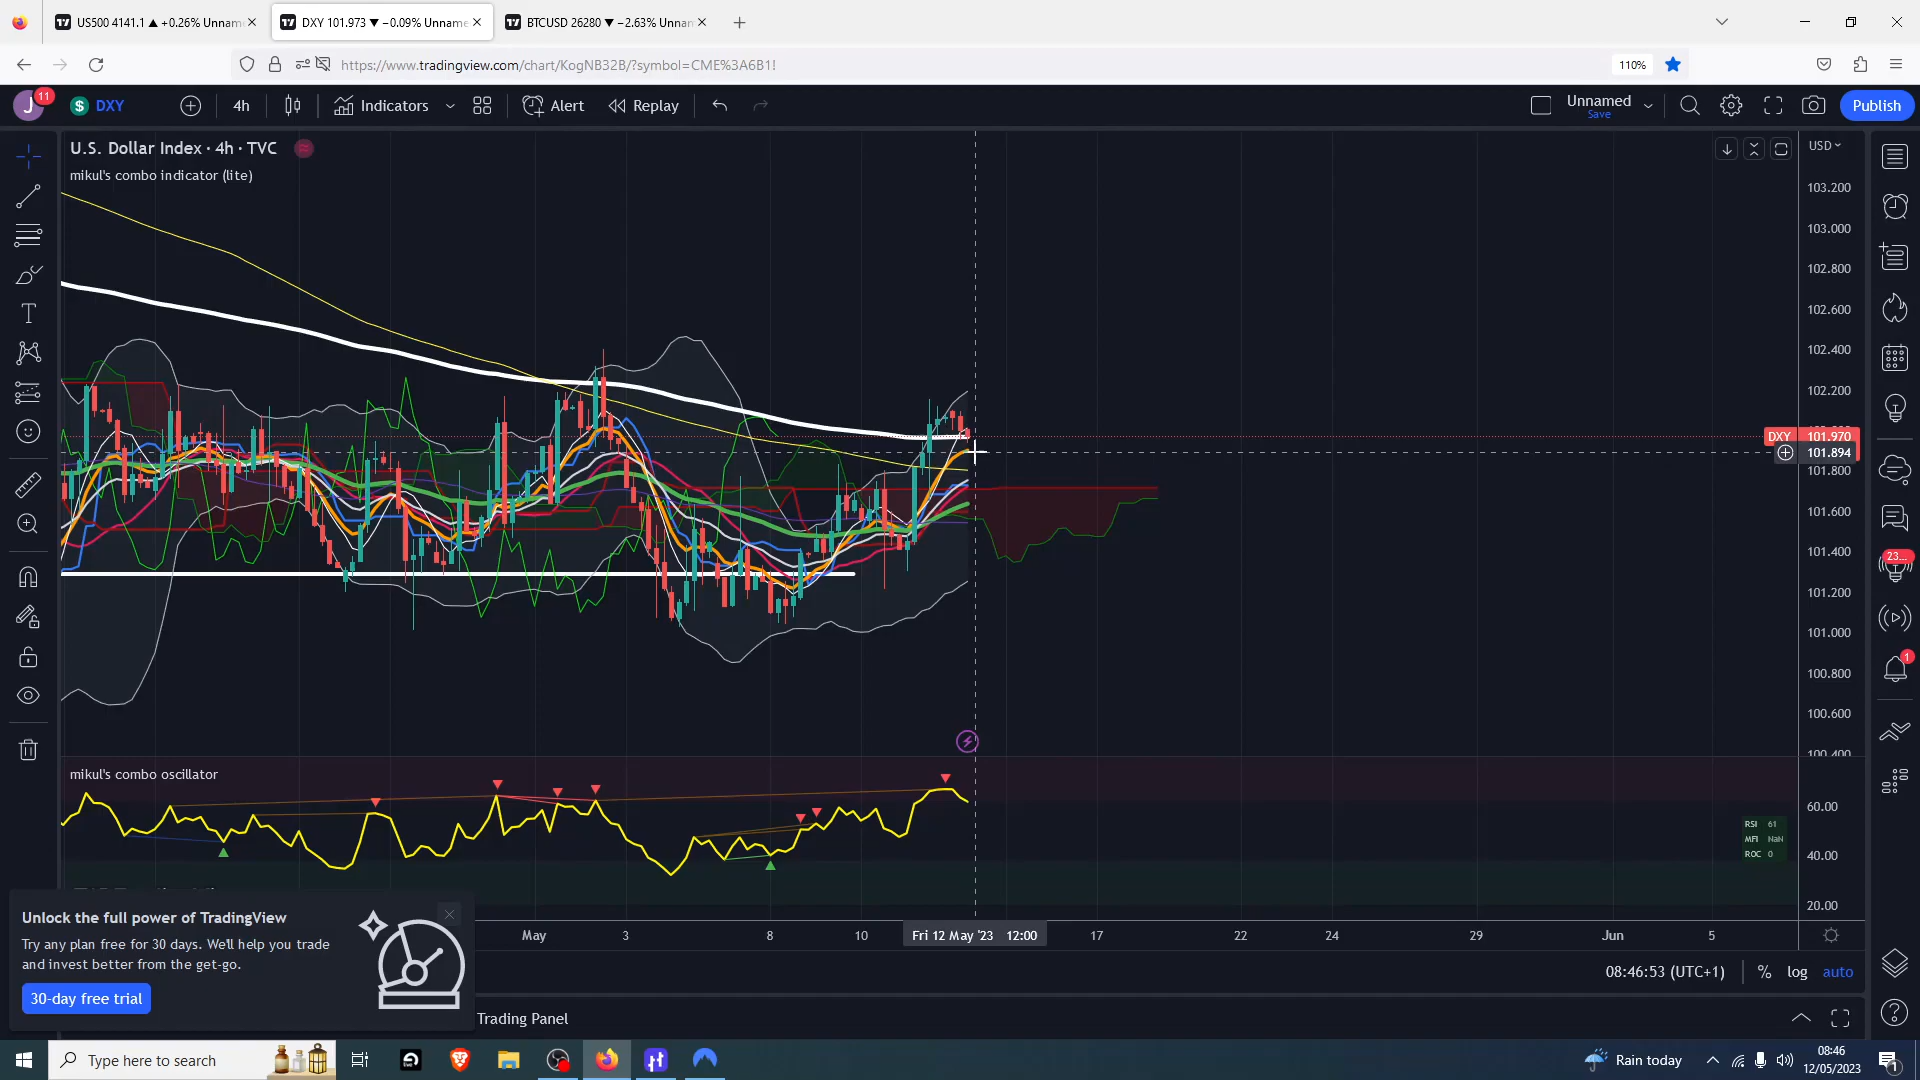 US500 4141.1 ▲ +0.26% Unnam
DXY 101.973 ▼ −0.09% Unname
BTCUSD 26280 ▼ −2.63% Unnar
https://www.tradingview.com/chart/KogNB32B/?symbol=CME%3A6B1!
110%
J
11
$
DXY
4h
Indicators
Alert
Replay
Unnamed
Save
Publish
U.S. Dollar Index · 4h · TVC
mikul's combo indicator (lite)
USD
103.200
103.000
102.800
102.600
102.400
102.200
DXY 101.970
101.894
101.800
101.600
101.400
101.200
101.000
100.800
100.600
100.400
23...
1
mikul's combo oscillator
60.00
RSI 61
MFI NaN
ROC 0
40.00
20.00
Unlock the full power of TradingView
Try any plan free for 30 days. We'll help you trade
and invest better from the get-go.
30-day free trial
May
3
8
10
Fri 12 May '23 12:00
17
22
24
29
Jun
5
08:46:53 (UTC+1)
%
log
auto
Trading Panel
Type here to search
Rain today
08:46
12/05/2023
1